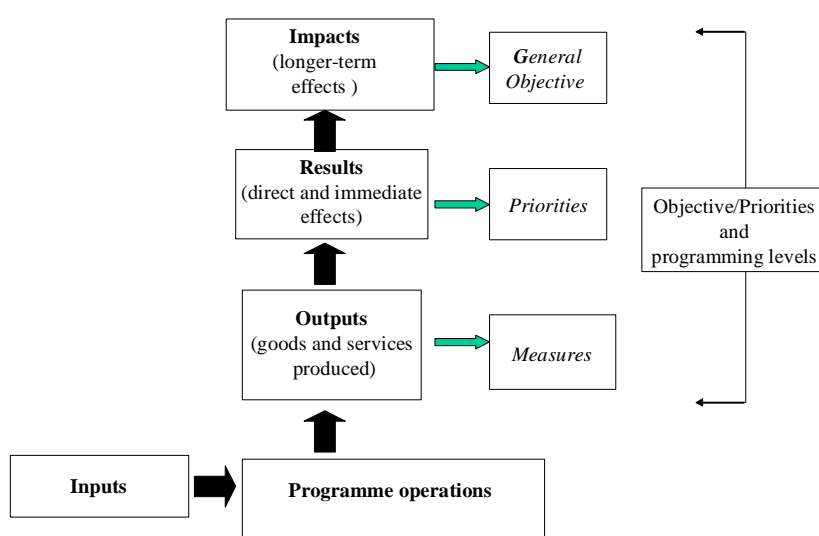 Impacts
(longer-term
effects )
General
Objective
Results
(direct and immediate
effects)
Priorities
Objective/Priorities
and
programming levels
Outputs
(goods and services
produced)
Measures
Inputs
Programme operations